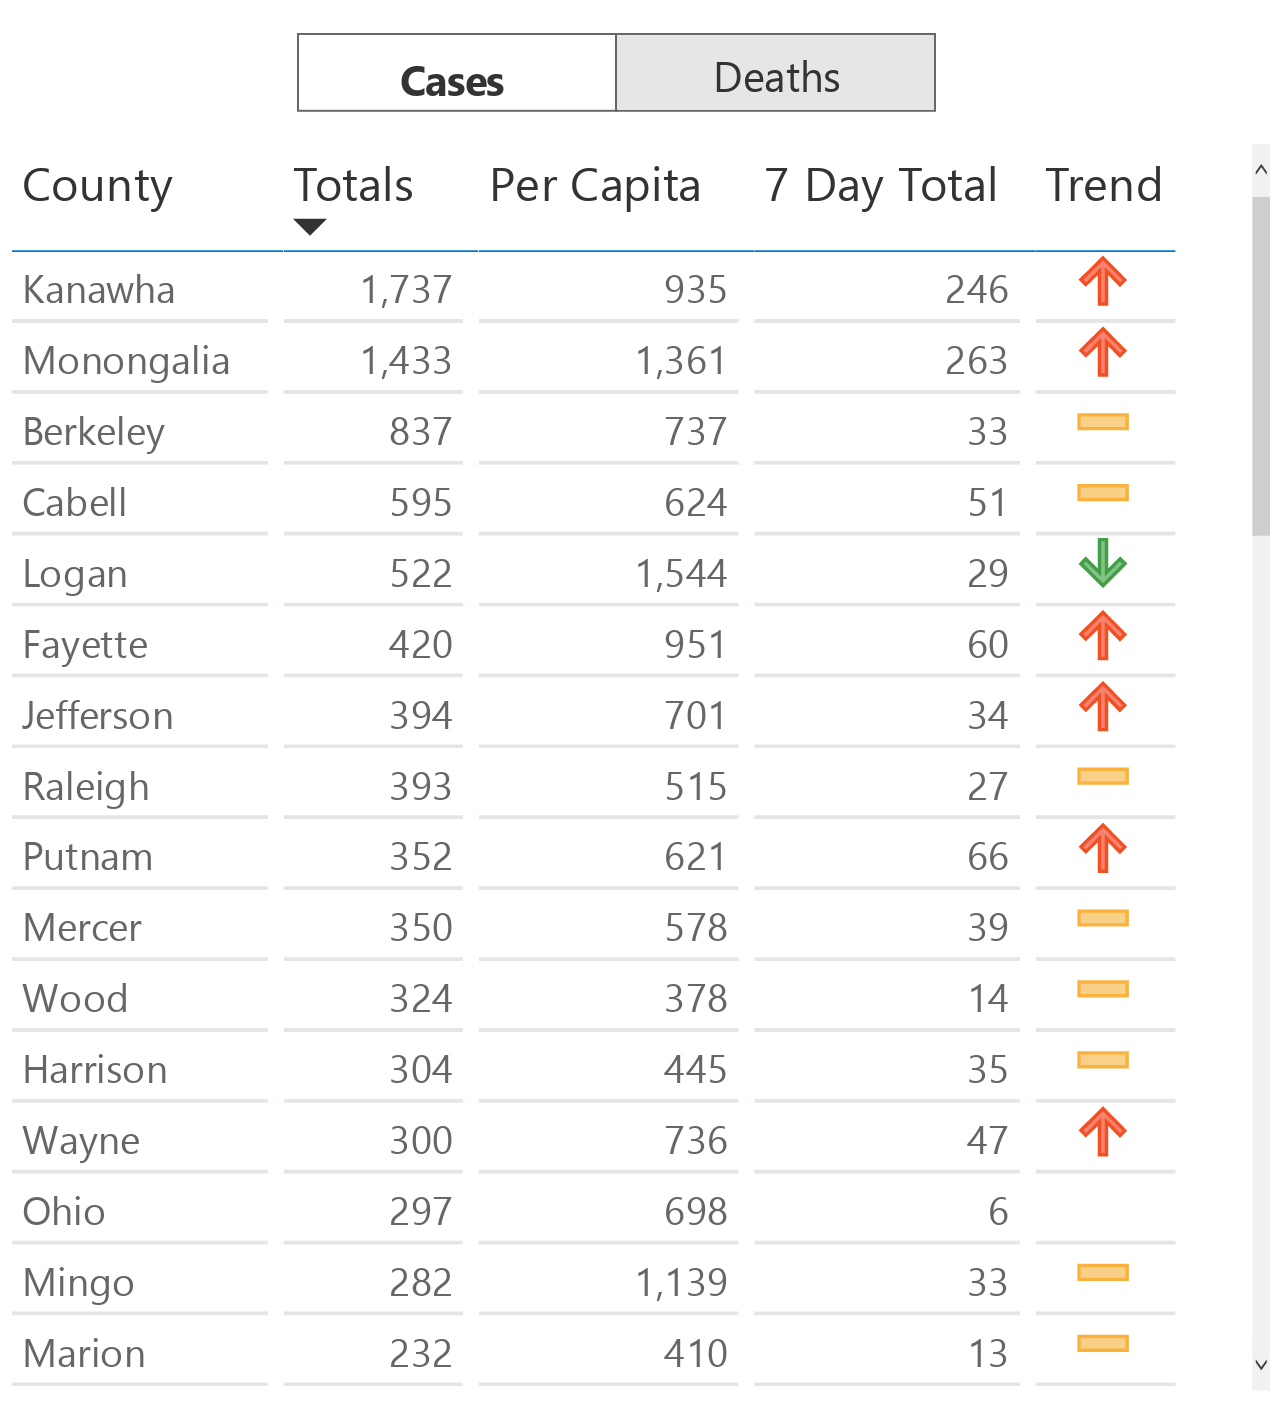 Cases Deaths
County Totals Per Capita 7 Day Total Trend
Kanawha 1,737 935 246
Monongalia 1,433 1,361 263
Berkeley 837 737 33
Cabell 595 624 51
Logan 522 1,544 29
Fayette 420 951 60
Jefferson 394 701 34
Raleigh 393 515 27
Putnam 352 621 66
Mercer 350 578 39
Wood 324 378 14
Harrison 304 445 35
Wayne 300 736 47
Ohio 297 698 6
Mingo 282 1,139 33
Marion 232 410 13